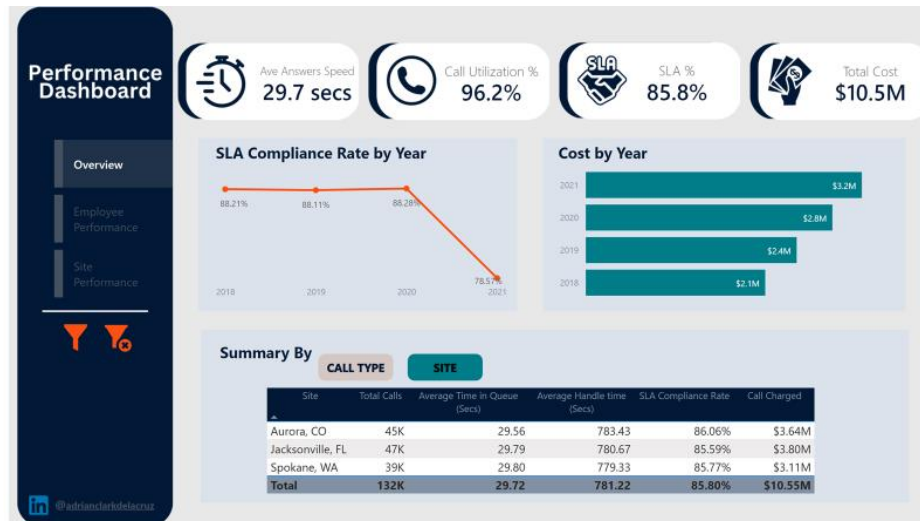 Performance
Dashboard
Overview
Employee
Performance
Site
Performance
@adrianclarkdelacruz
Ave Answers Speed
29.7 secs
Call Utilization %
96.2%
SLA
SLA %
85.8%
Total Cost
$10.5M
SLA Compliance Rate by Year
88.21%
88.11%
88.28%
78.57%
2018 2019 2020 2021
Cost by Year
2021 $3.2M
2020 $2.8M
2019 $2.4M
2018 $2.1M
Summary By
CALL TYPE
SITE
Site Total Calls Average Time in Queue (Secs) Average Handle time (Secs) SLA Compliance Rate Call Charged
Aurora, CO 45K 29.56 783.43 86.06% $3.64M
Jacksonville, FL 47K 29.79 780.67 85.59% $3.80M
Spokane, WA 39K 29.80 779.33 85.77% $3.11M
Total 132K 29.72 781.22 85.80% $10.55M
in